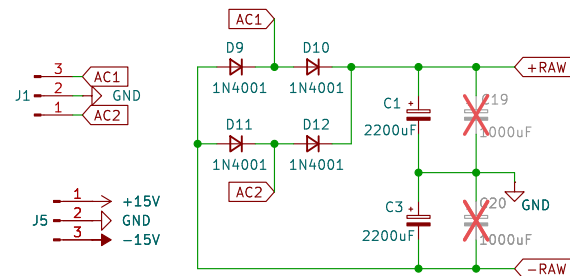 AC1
D9 D10
1N4001 1N4001
+RAW
3 AC1
J1 2 GND
1 AC2
C1 C19
2200uF 1000uF
D11 D12
1N4001 1N4001
AC2
1 +15V
J5 2 GND
3 -15V
C3 C20
2200uF 1000uF
GND
-RAW